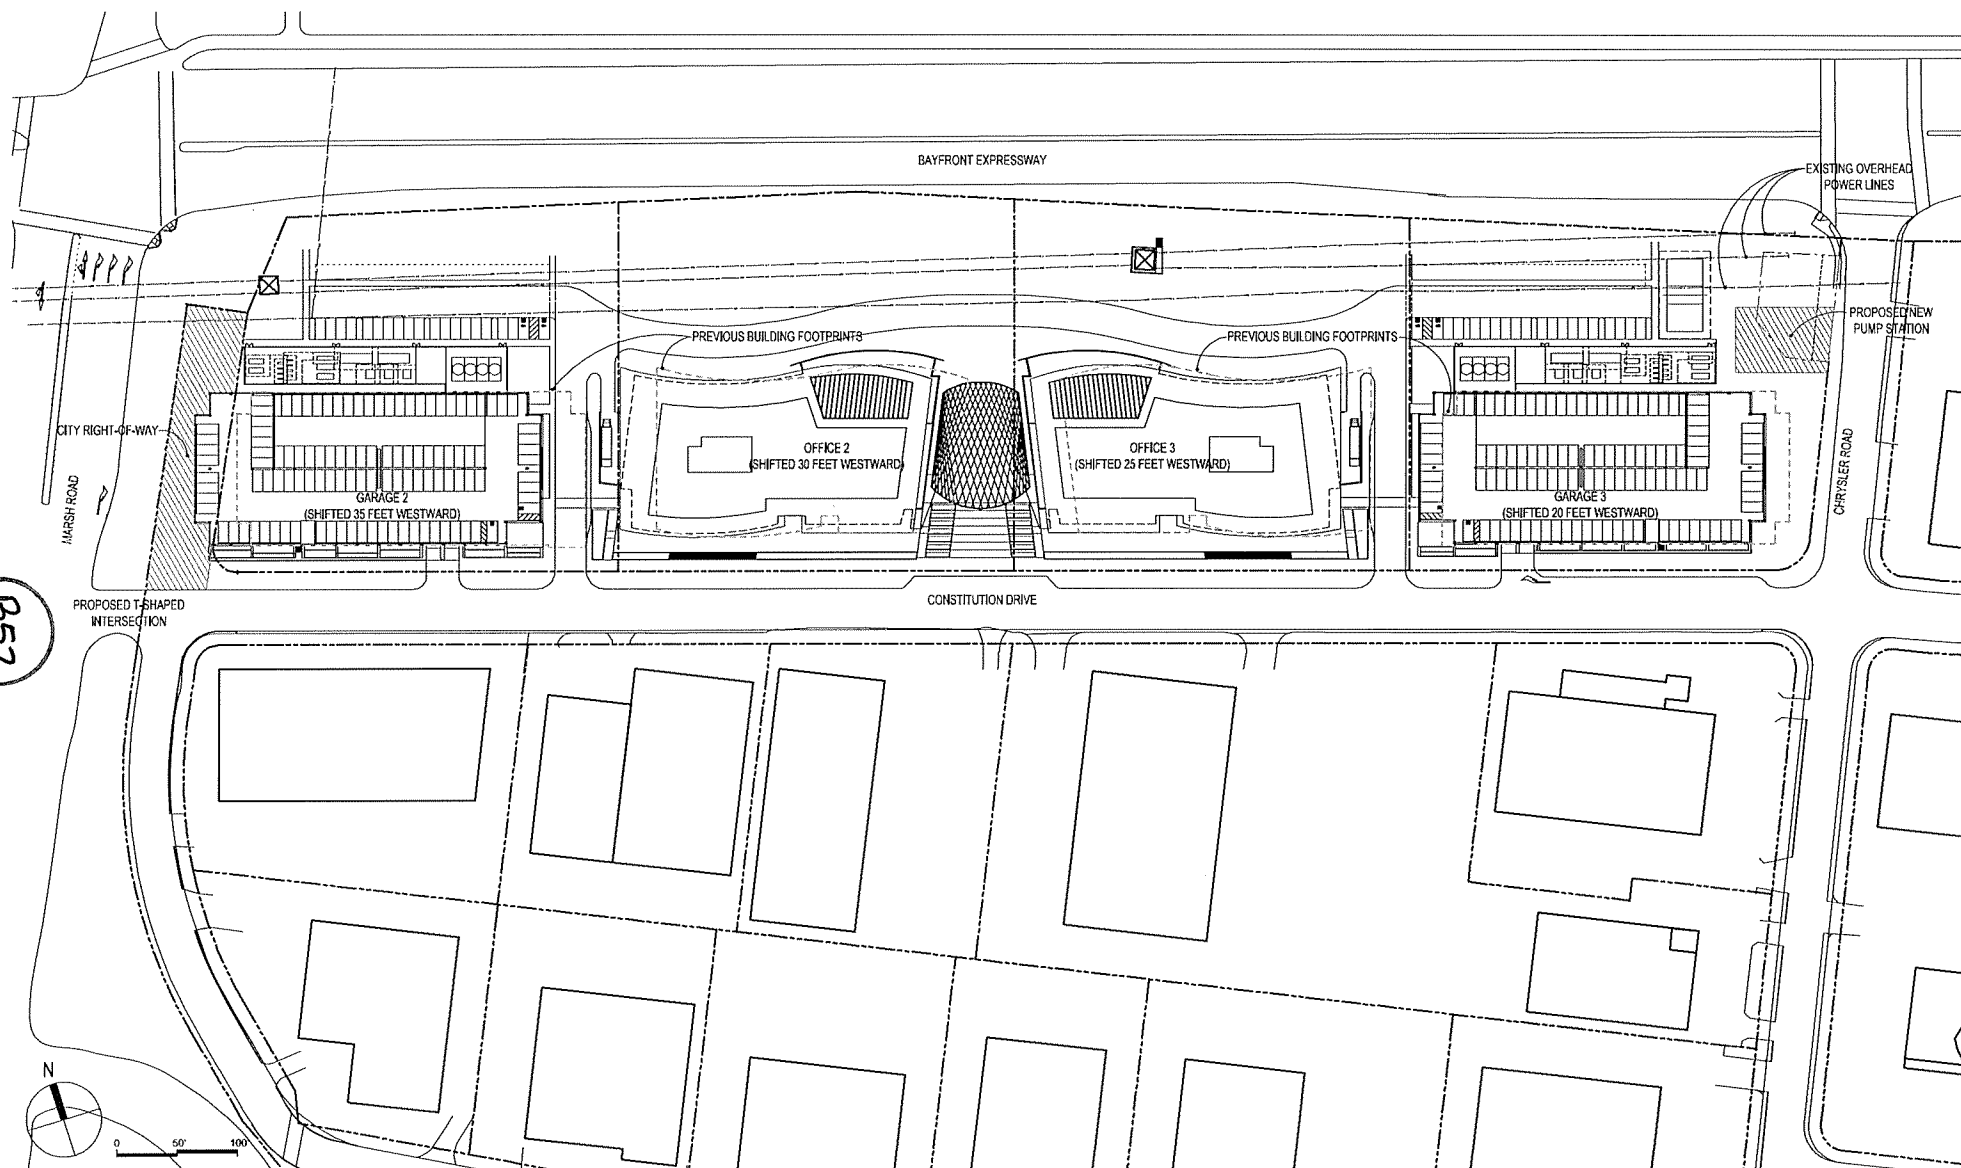 BAYFRONT EXPRESSWAY
EXISTING OVERHEAD
POWER LINES
PREVIOUS BUILDING FOOTPRINTS
PREVIOUS BUILDING FOOTPRINTS
PROPOSED NEW
PUMP STATION
CITY RIGHT-OF-WAY
MARSH ROAD
OFFICE 2
(SHIFTED 30 FEET WESTWARD)
OFFICE 3
(SHIFTED 25 FEET WESTWARD)
GARAGE 2
(SHIFTED 35 FEET WESTWARD)
GARAGE 3
(SHIFTED 20 FEET WESTWARD)
CHRYSLER ROAD
PROPOSED T-SHAPED
INTERSECTION
CONSTITUTION DRIVE
B52
N
0 50' 100'